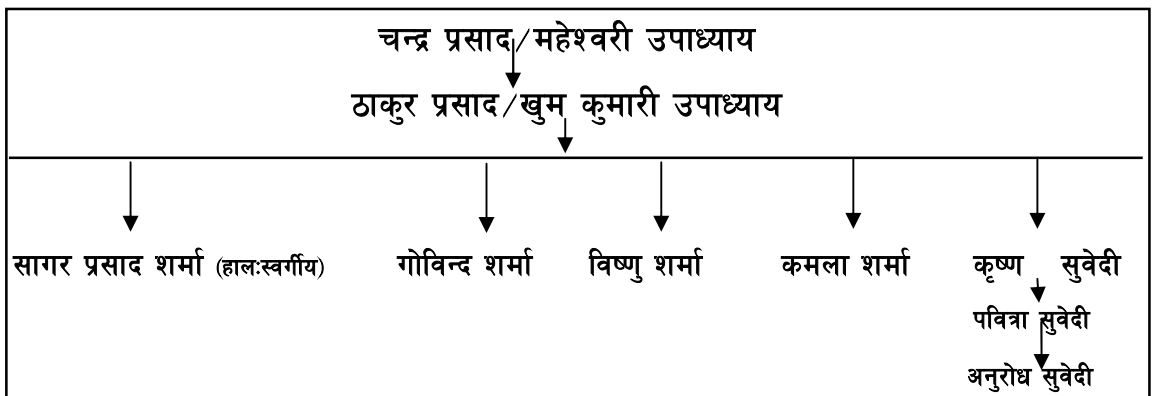 चन्द्र प्रसाद/महेश्वरी उपाध्याय
ठाकुर प्रसाद/खुम कुमारी उपाध्याय
सागर प्रसाद शर्मा (हालःस्वर्गीय) गोविन्द शर्मा विष्णु शर्मा कमला शर्मा कृष्ण सुवेदी
पवित्रा सुवेदी
अनुरोध सुवेदी